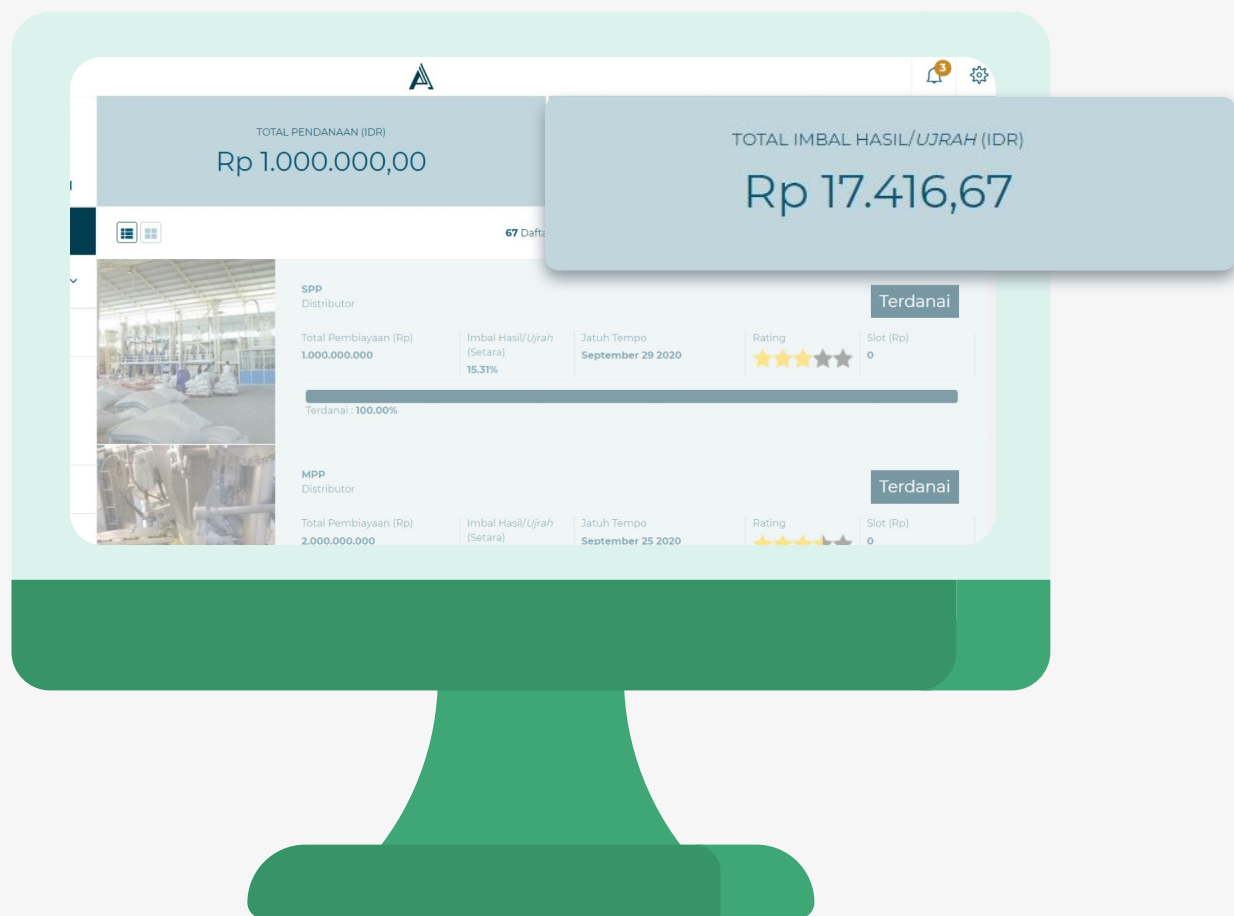 3
TOTAL PENDANAAN (IDR)
Rp 1.000.000,00
TOTAL IMBAL HASIL/UJRAH (IDR)
Rp 17.416,67
67
SPP
Distributor
Terdanai
Total Pembiayaan (Rp)
1.000.000.000
Imbal Hasil/Ujrah
(Setara)
15.31%
Jatuh Tempo
September 29 2020
Rating
Slot (Rp)
0
Terdanai : 100.00%
MPP
Distributor
Terdanai
Total Pembiayaan (Rp)
2.000.000.000
Imbal Hasil/Ujrah
(Setara)
Jatuh Tempo
September 25 2020
Rating
Slot (Rp)
0